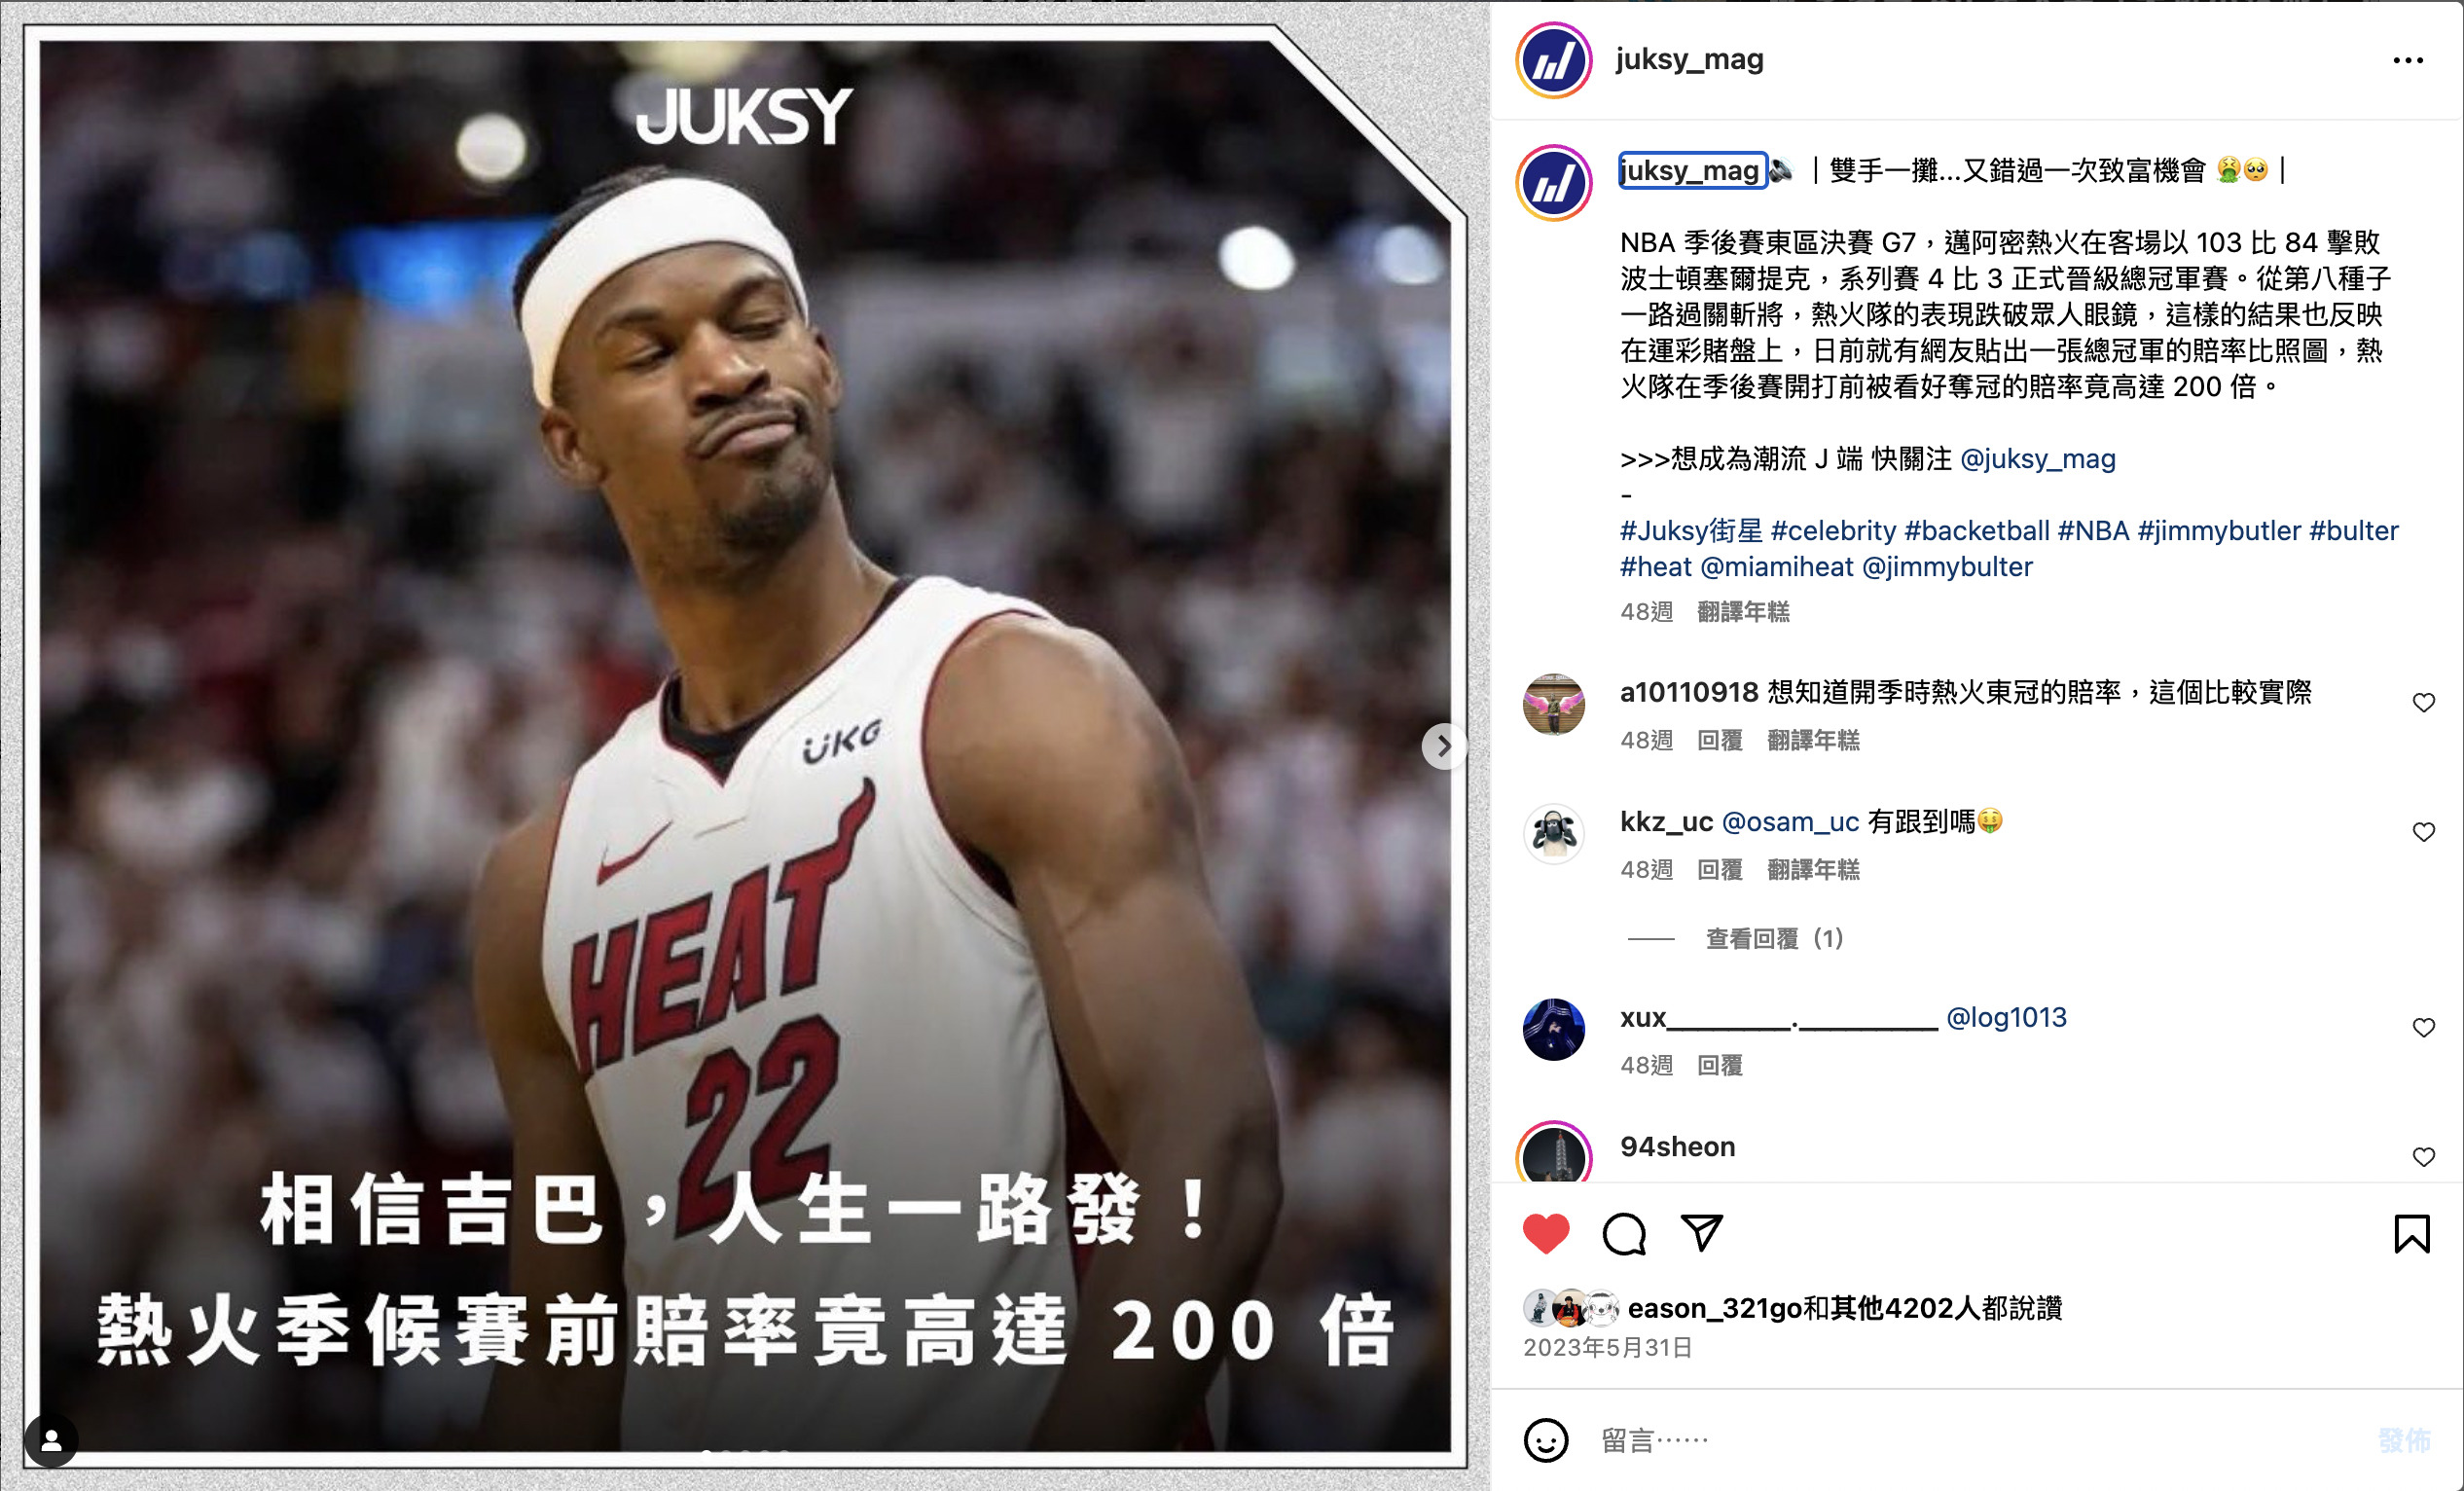 JUKSY
UKG
HEAT
22
相信吉巴，人生一路發！
熱火季候賽前賠率竟高達 200 倍
juksy_mag
juksy_mag🔊｜雙手一攤...又錯過一次致富機會 🤮🥺｜
NBA 季後賽東區決賽 G7，邁阿密熱火在客場以 103 比 84 擊敗
波士頓塞爾提克，系列賽 4 比 3 正式晉級總冠軍賽。從第八種子
一路過關斬將，熱火隊的表現跌破眾人眼鏡，這樣的結果也反映
在運彩賭盤上，日前就有網友貼出一張總冠軍的賠率比照圖，熱
火隊在季後賽開打前被看好奪冠的賠率竟高達 200 倍。
>>>想成為潮流 J 端 快關注 @juksy_mag
-
#Juksy街星 #celebrity #backetball #NBA #jimmybutler #bulter
#heat @miamiheat @jimmybulter
48週 翻譯年糕
a10110918 想知道開季時熱火東冠的賠率，這個比較實際
48週 回覆 翻譯年糕
kkz_uc @osam_uc 有跟到嗎🤑
48週 回覆 翻譯年糕
查看回覆（1）
xux________._________ @log1013
48週 回覆
94sheon
eason_321go和其他4202人都說讚
2023年5月31日
留言……
發佈